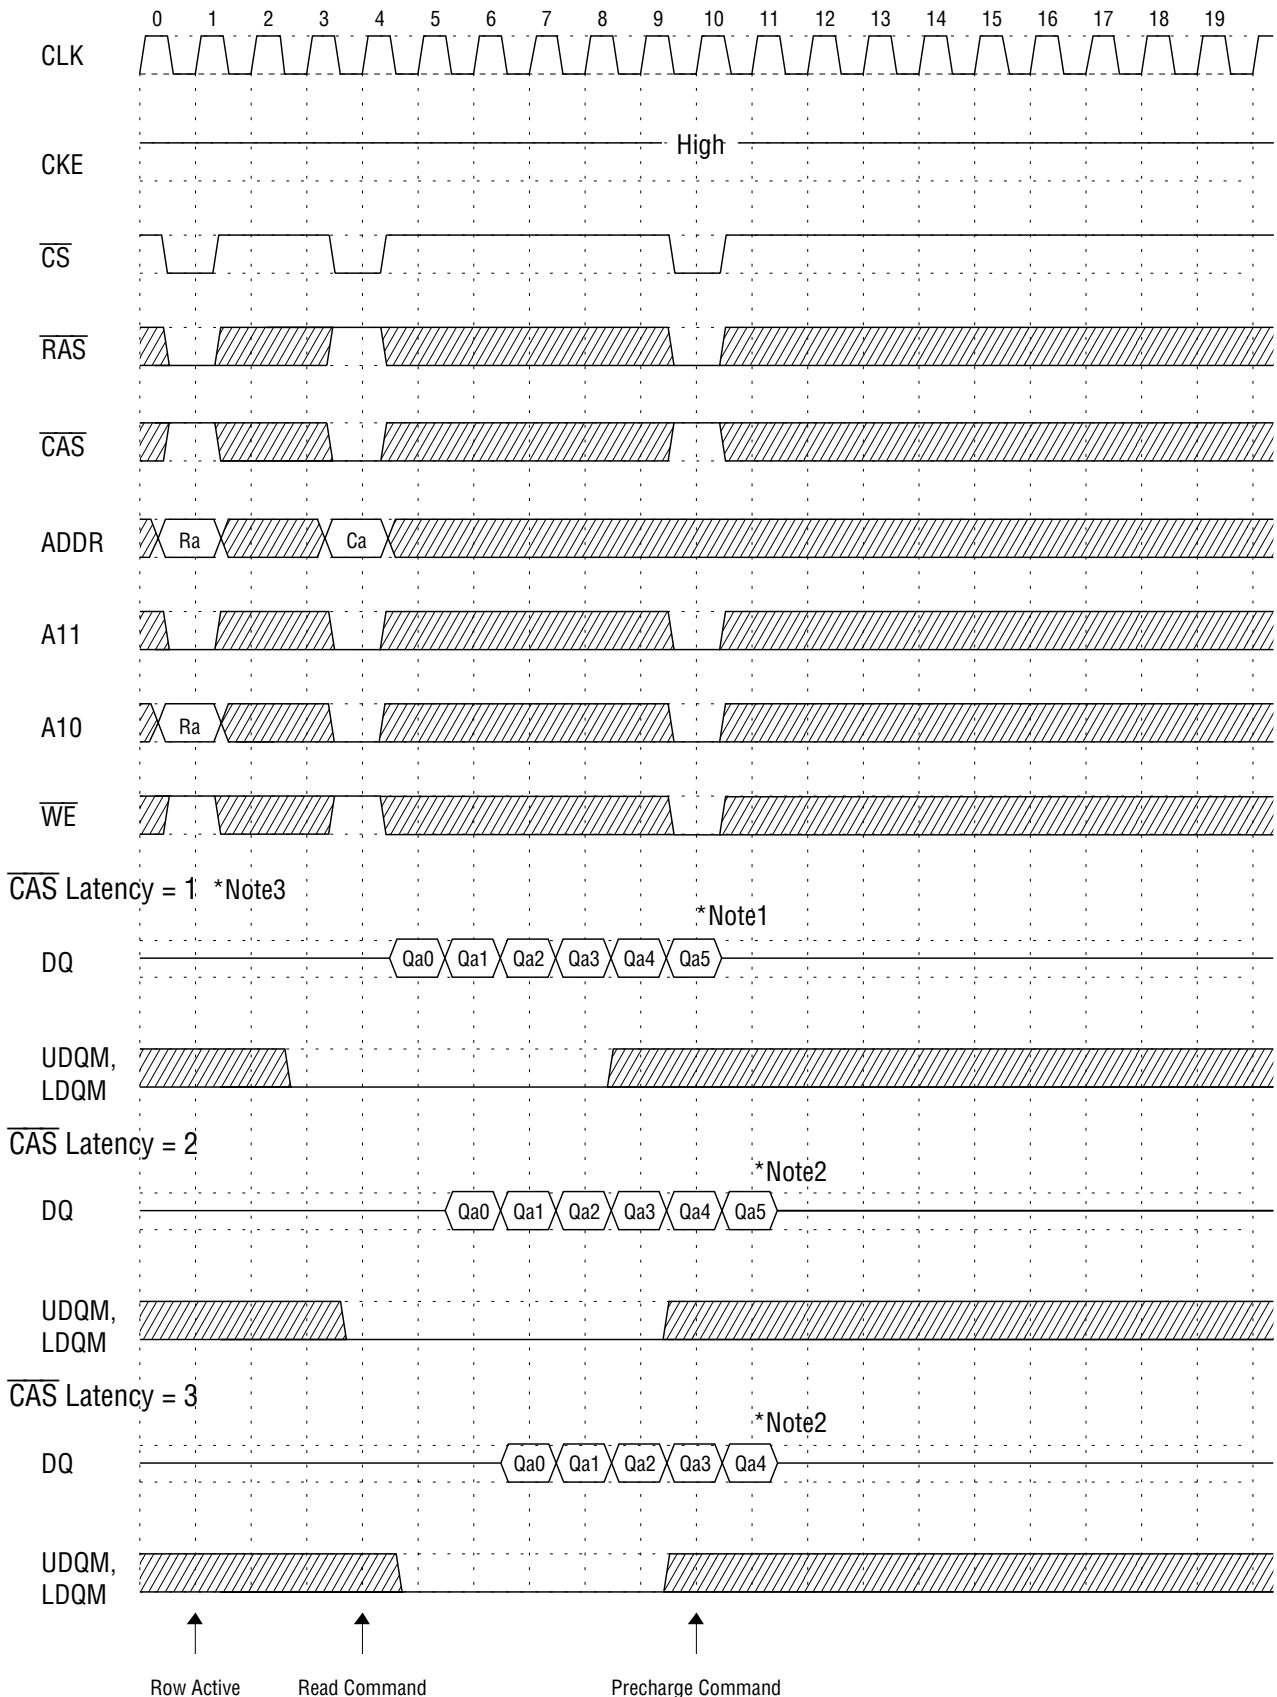 0 1 2 3 4 5 6 7 8 9 10 11 12 13 14 15 16 17 18 19
CLK
High
CKE
CS
RAS
CAS
ADDR Ra Ca
A11
A10 Ra
WE
CAS Latency = 1 *Note3
*Note1
DQ Qa0 Qa1 Qa2 Qa3 Qa4 Qa5
UDQM,
LDQM
CAS Latency = 2
*Note2
DQ Qa0 Qa1 Qa2 Qa3 Qa4 Qa5
UDQM,
LDQM
CAS Latency = 3
*Note2
DQ Qa0 Qa1 Qa2 Qa3 Qa4
UDQM,
LDQM
Row Active Read Command Precharge Command